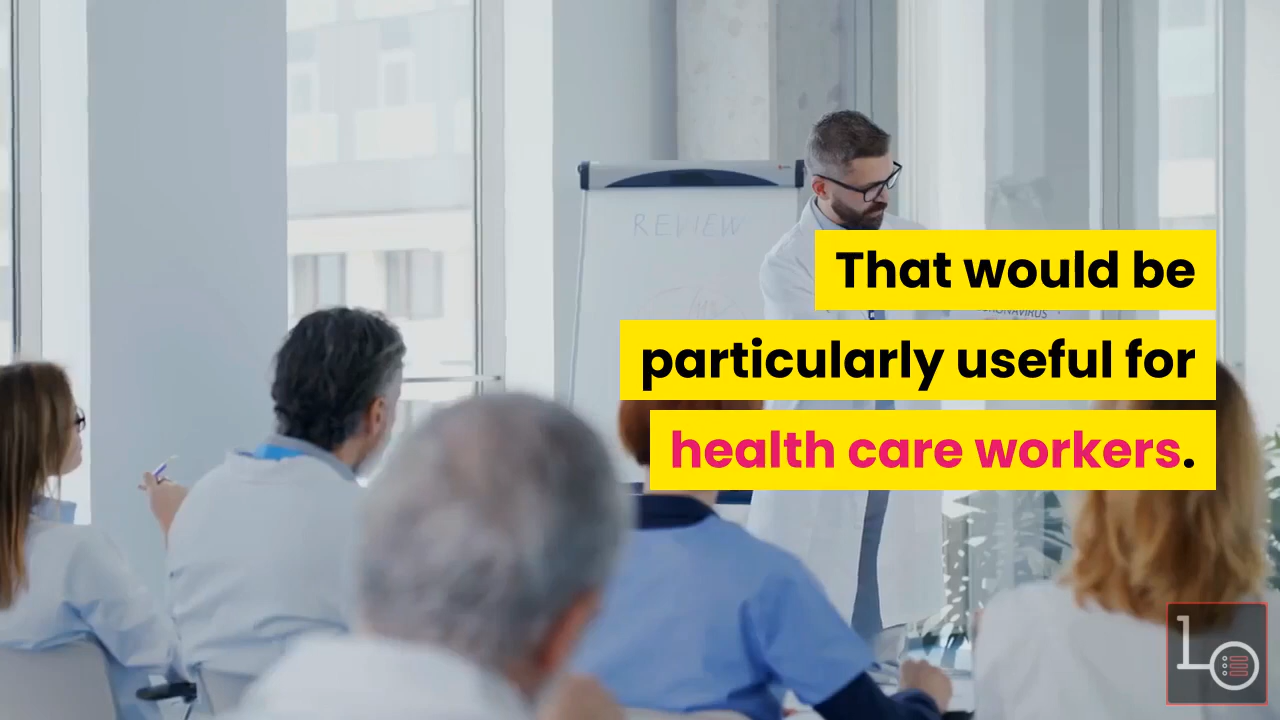 REVIEW
That would be
particularly useful for
health care workers.